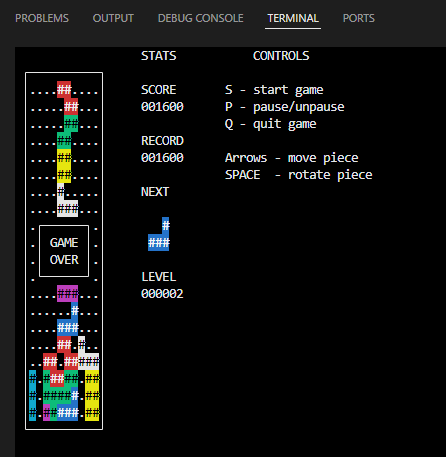 PROBLEMS OUTPUT DEBUG CONSOLE TERMINAL PORTS
STATS CONTROLS
....##.... SCORE S - start game
.....##... 001600 P - pause/unpause
.....##... Q - quit game
....##.... RECORD
....##.... 001600 Arrows - move piece
....##.... SPACE - rotate piece
....#..... NEXT
....###...
. . #
. GAME . ###
. OVER .
. . LEVEL
....###... 000002
......#...
....###...
....##.#..
..##.#####
#.#####.##
#.#####.##
#.#####.##